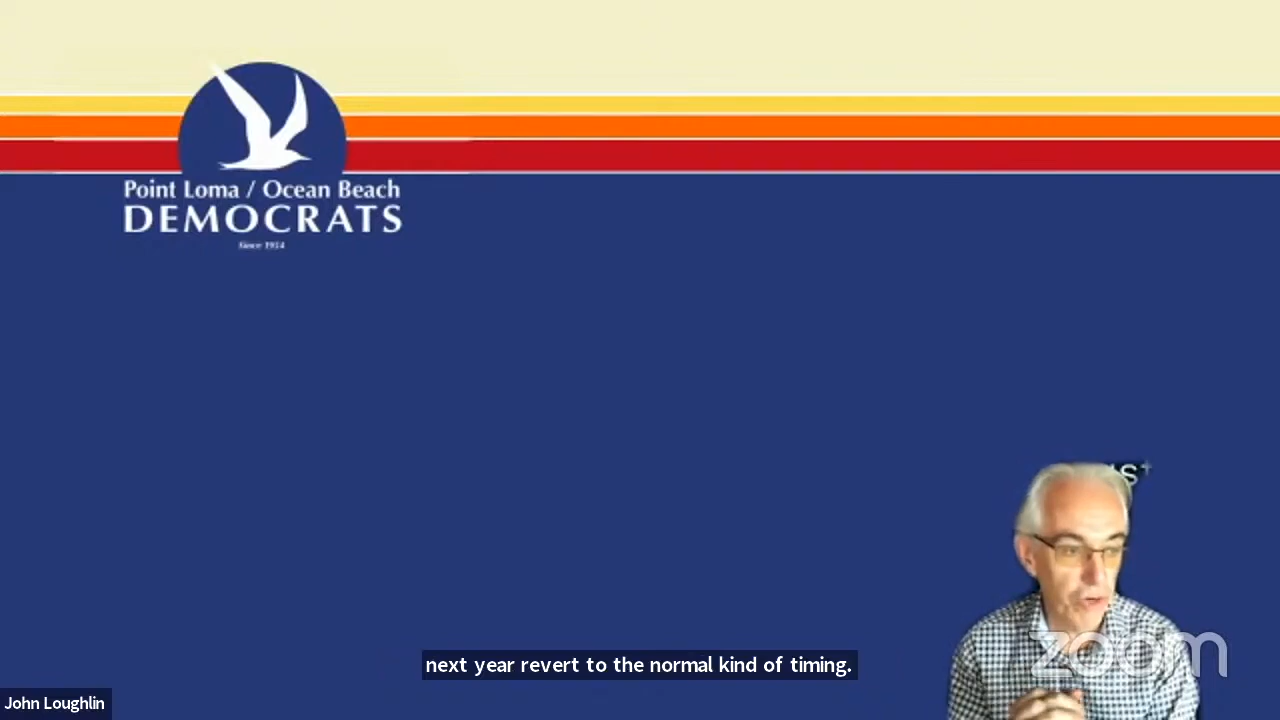 Point Loma / Ocean Beach
DEMOCRATS
Since 1914
zoom
next year revert to the normal kind of timing.
John Loughlin